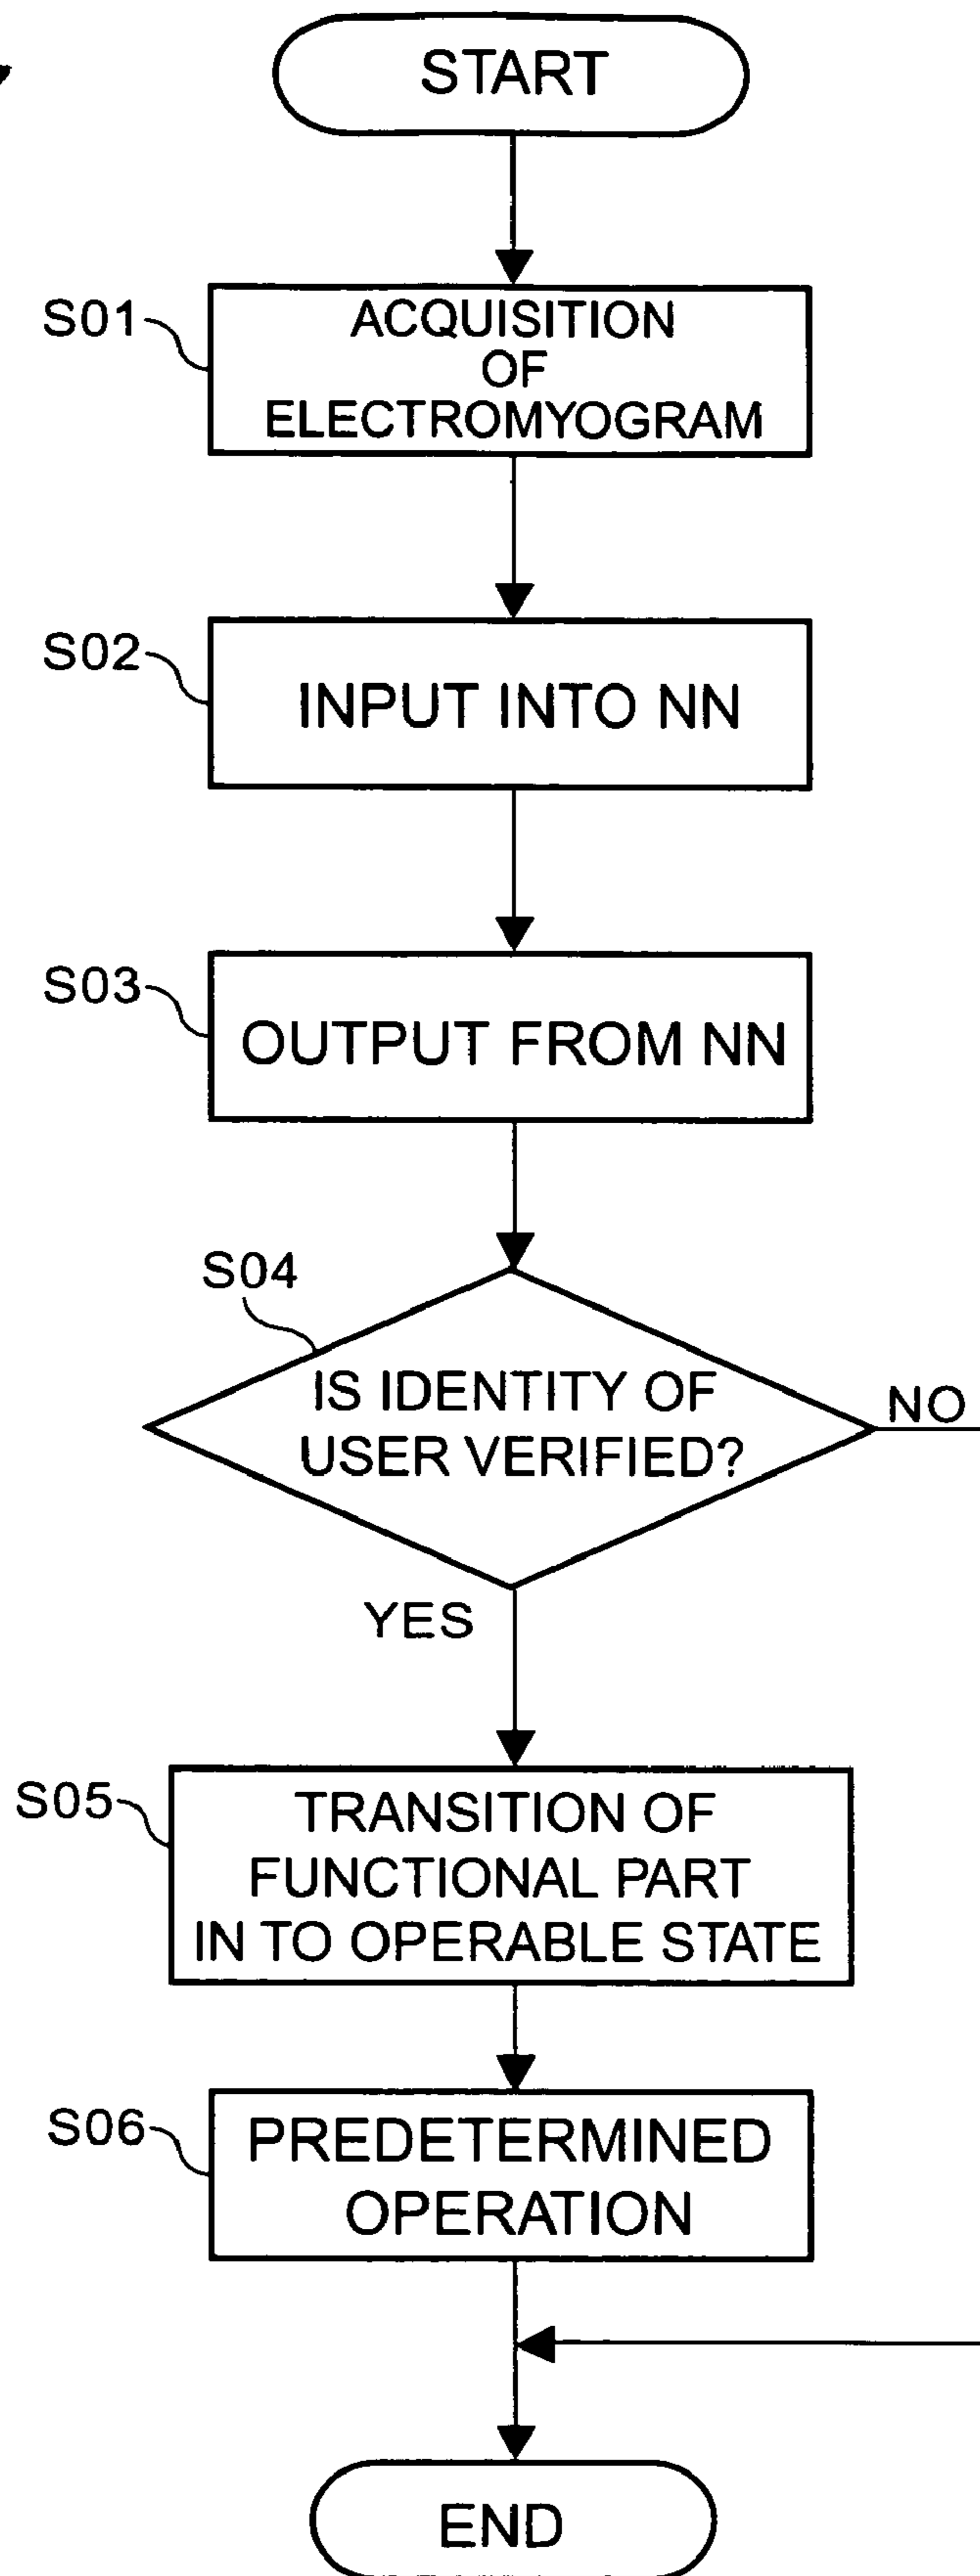 START
S01
ACQUISITION
OF
ELECTROMYOGRAM
S02
INPUT INTO NN
S03
OUTPUT FROM NN
S04
IS IDENTITY OF
USER VERIFIED?
NO
YES
S05
TRANSITION OF
FUNCTIONAL PART
IN TO OPERABLE STATE
S06
PREDETERMINED
OPERATION
END